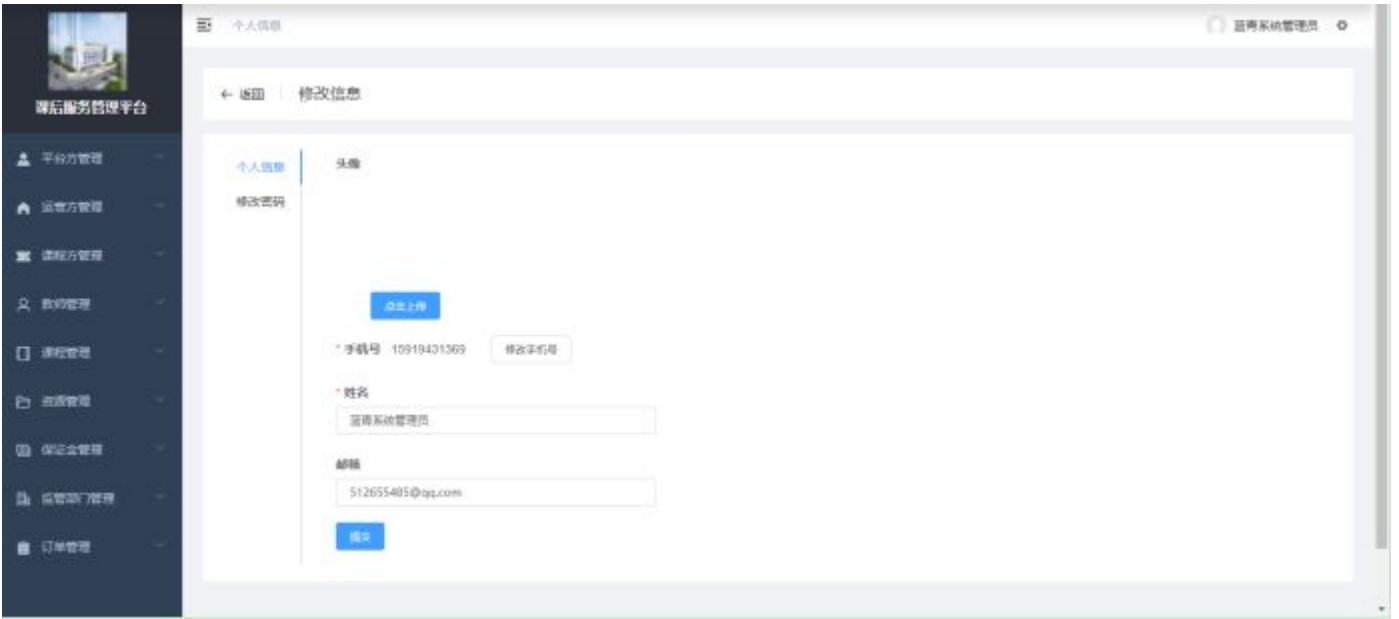 个人信息
蓝青系统管理员
课后服务管理平台
← 返回 修改信息
平台方管理
运营方管理
课程方管理
教师管理
课程管理
资源管理
保证金管理
监管部门管理
订单管理
个人信息
修改密码
头像
点击上传
* 手机号 15919431369 修改手机号
* 姓名
蓝青系统管理员
邮箱
512655485@qq.com
提交